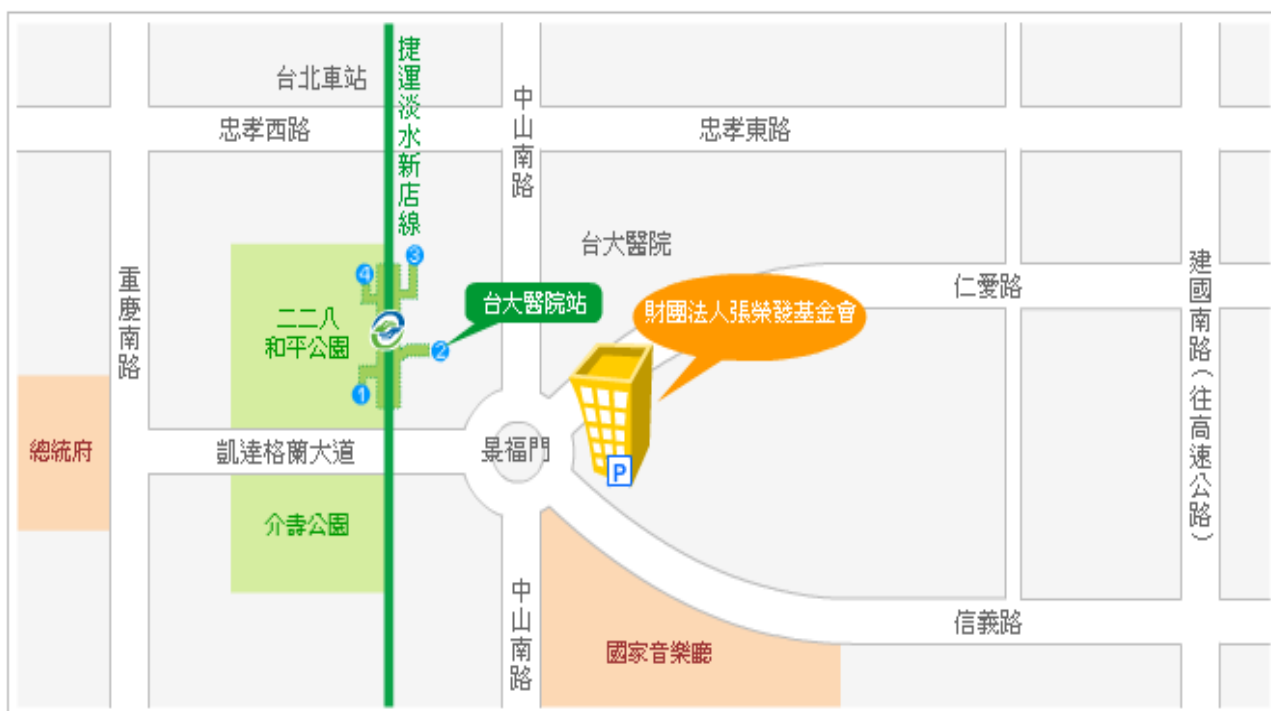 台北車站
捷運淡水新店線
中山南路
忠孝西路
忠孝東路
台大醫院
3
4
重慶南路
建國南路(往高速公路)
仁愛路
台大醫院站
財團法人張榮發基金會
二二八
和平公園
2
1
總統府
凱達格蘭大道
景福門
P
介壽公園
中山南路
信義路
國家音樂廳